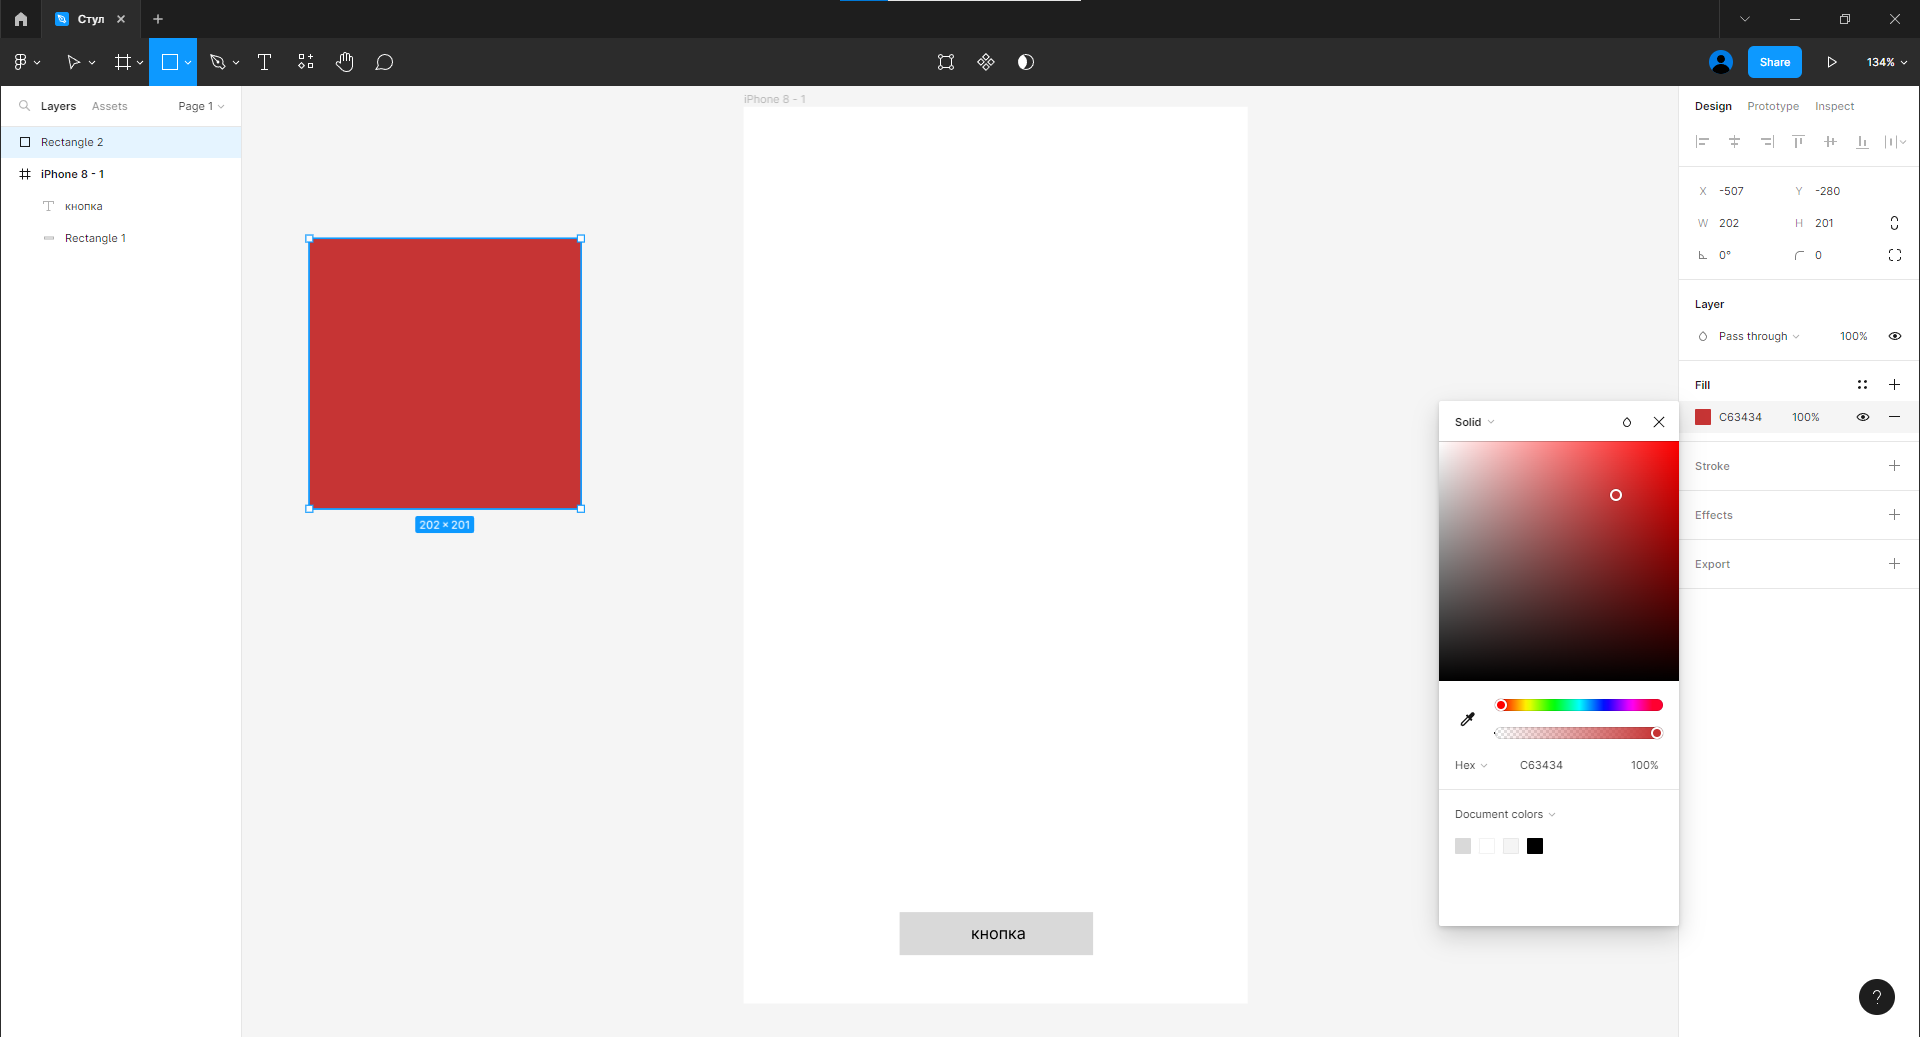 Стул
Share
134%
Layers
Assets
Page 1
Rectangle 2
iPhone 8 - 1
кнопка
Rectangle 1
iPhone 8 - 1
202 × 201
кнопка
Design
Prototype
Inspect
X -507
Y -280
W 202
H 201
0°
0
Layer
Pass through
100%
Fill
C63434
100%
Stroke
Effects
Export
Solid
Hex
C63434
100%
Document colors
?